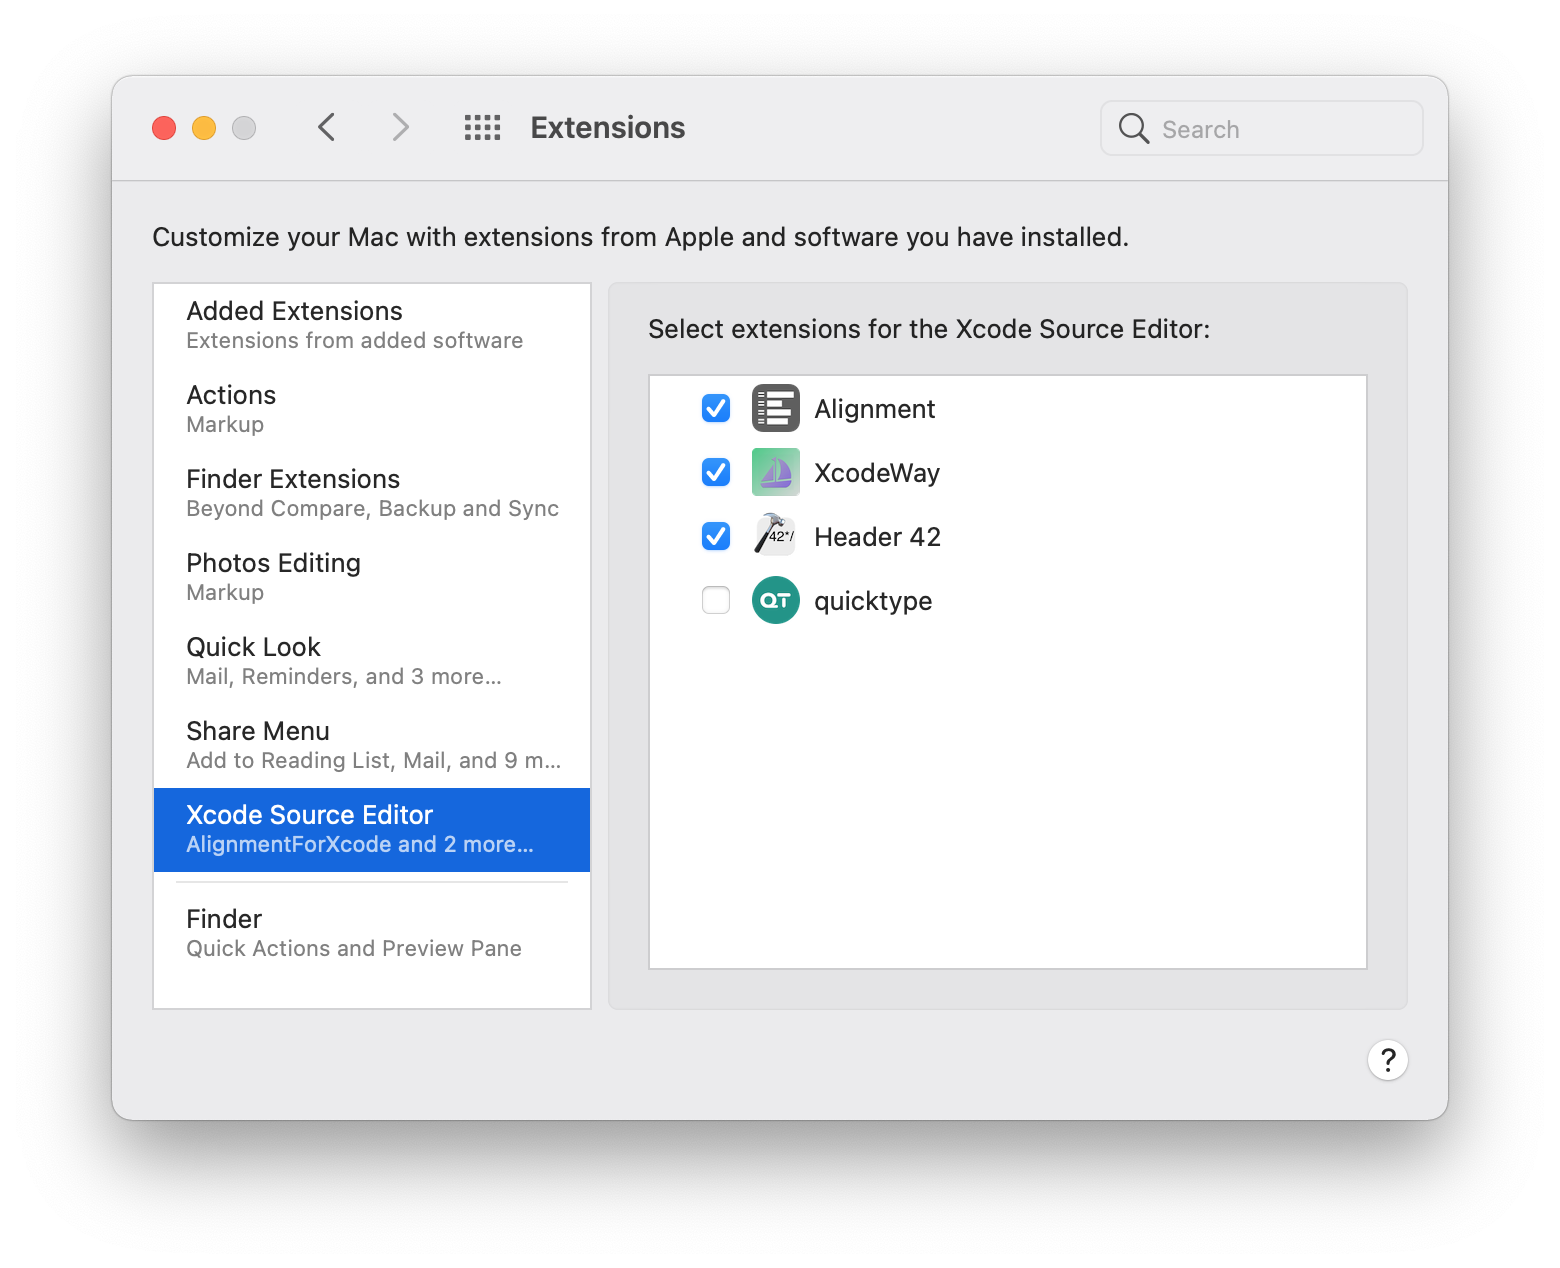 Extensions
Search
Customize your Mac with extensions from Apple and software you have installed.
Added Extensions
Extensions from added software
Actions
Markup
Finder Extensions
Beyond Compare, Backup and Sync
Photos Editing
Markup
Quick Look
Mail, Reminders, and 3 more...
Share Menu
Add to Reading List, Mail, and 9 m...
Xcode Source Editor
AlignmentForXcode and 2 more...
Finder
Quick Actions and Preview Pane
Select extensions for the Xcode Source Editor:
Alignment
XcodeWay
42*/
Header 42
QT
quicktype
?